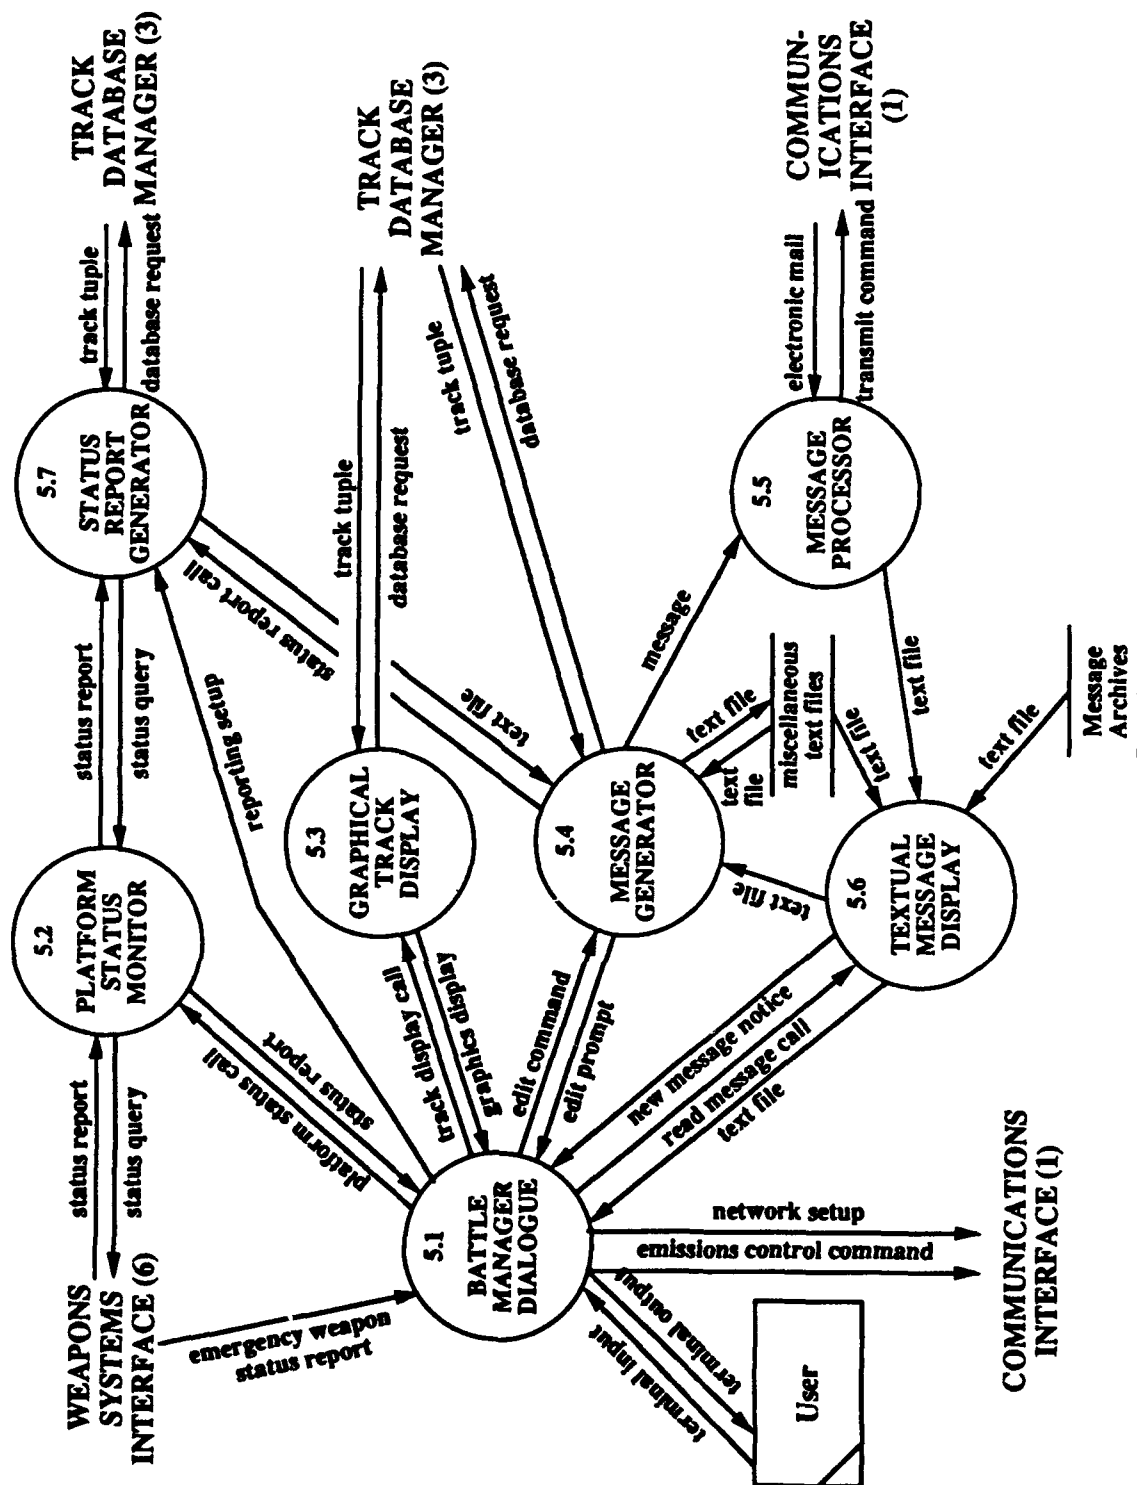 WEAPONS
SYSTEMS
INTERFACE (6)
status report
status query
5.2
PLATFORM
STATUS
MONITOR
status report
status query
5.7
STATUS
REPORT
GENERATOR
track tuple
database request
TRACK
DATABASE
MANAGER (3)
emergency weapon
status report
platform status call
status report
reporting setup
status report call
text file
5.3
GRAPHICAL
TRACK
DISPLAY
track tuple
database request
TRACK
DATABASE
MANAGER (3)
track display call
graphics display
5.1
BATTLE
MANAGER
DIALOGUE
edit command
edit prompt
5.4
MESSAGE
GENERATOR
track tuple
database request
message
text file
text
file
miscellaneous
text files
text file
5.5
MESSAGE
PROCESSOR
electronic mail
transmit command
COMMUN-
ICATIONS
INTERFACE
(1)
text file
text file
5.6
TEXTUAL
MESSAGE
DISPLAY
text file
Message
Archives
new message notice
read message call
text file
network setup
emissions control command
COMMUNICATIONS
INTERFACE (1)
terminal output
terminal input
User